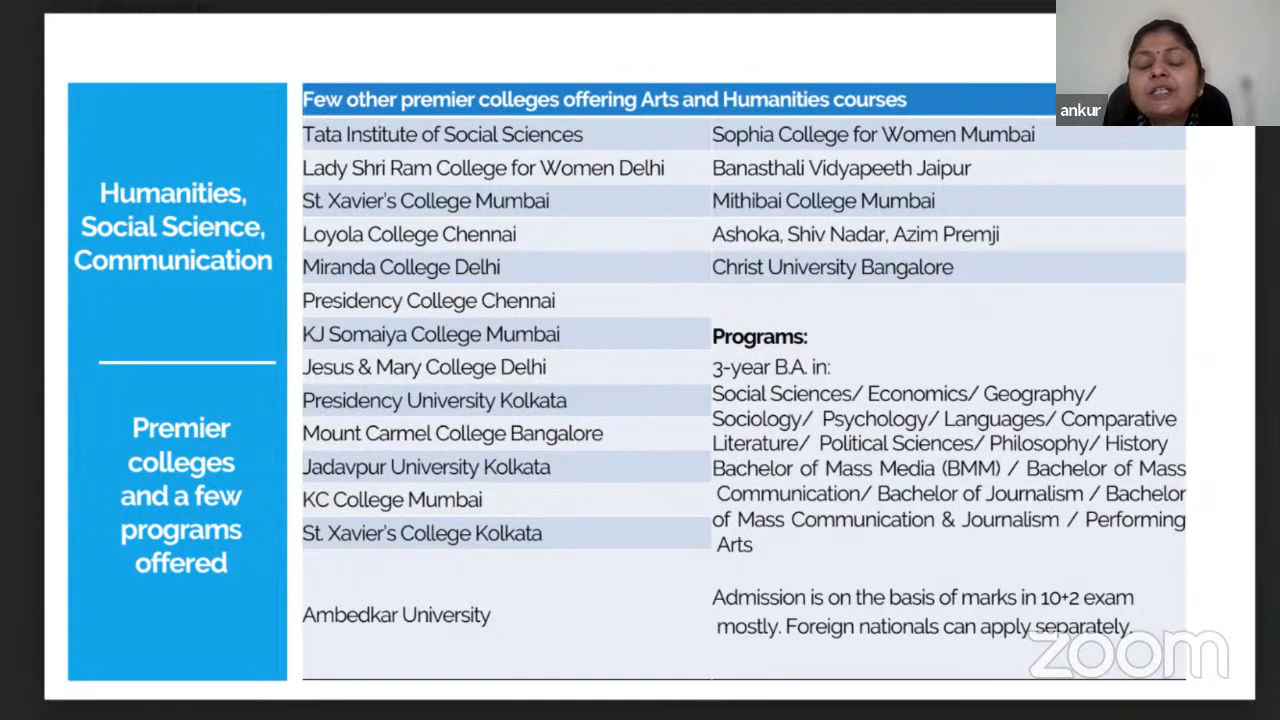 Humanities,
Social Science,
Communication
Premier
colleges
and a few
programs
offered
Few other premier colleges offering Arts and Humanities courses
Tata Institute of Social Sciences
Lady Shri Ram College for Women Delhi
St. Xavier's College Mumbai
Loyola College Chennai
Miranda College Delhi
Presidency College Chennai
KJ Somaiya College Mumbai
Jesus & Mary College Delhi
Presidency University Kolkata
Mount Carmel College Bangalore
Jadavpur University Kolkata
KC College Mumbai
St. Xavier's College Kolkata
Ambedkar University
Sophia College for Women Mumbai
Banasthali Vidyapeeth Jaipur
Mithibai College Mumbai
Ashoka, Shiv Nadar, Azim Premji
Christ University Bangalore
Programs:
3-year B.A. in:
Social Sciences/ Economics/ Geography/
Sociology/ Psychology/ Languages/ Comparative
Literature/ Political Sciences/ Philosophy/ History
Bachelor of Mass Media (BMM) / Bachelor of Mass
Communication/ Bachelor of Journalism / Bachelor
of Mass Communication & Journalism / Performing
Arts
Admission is on the basis of marks in 10+2 exam
mostly. Foreign nationals can apply separately.
ankur
zoom